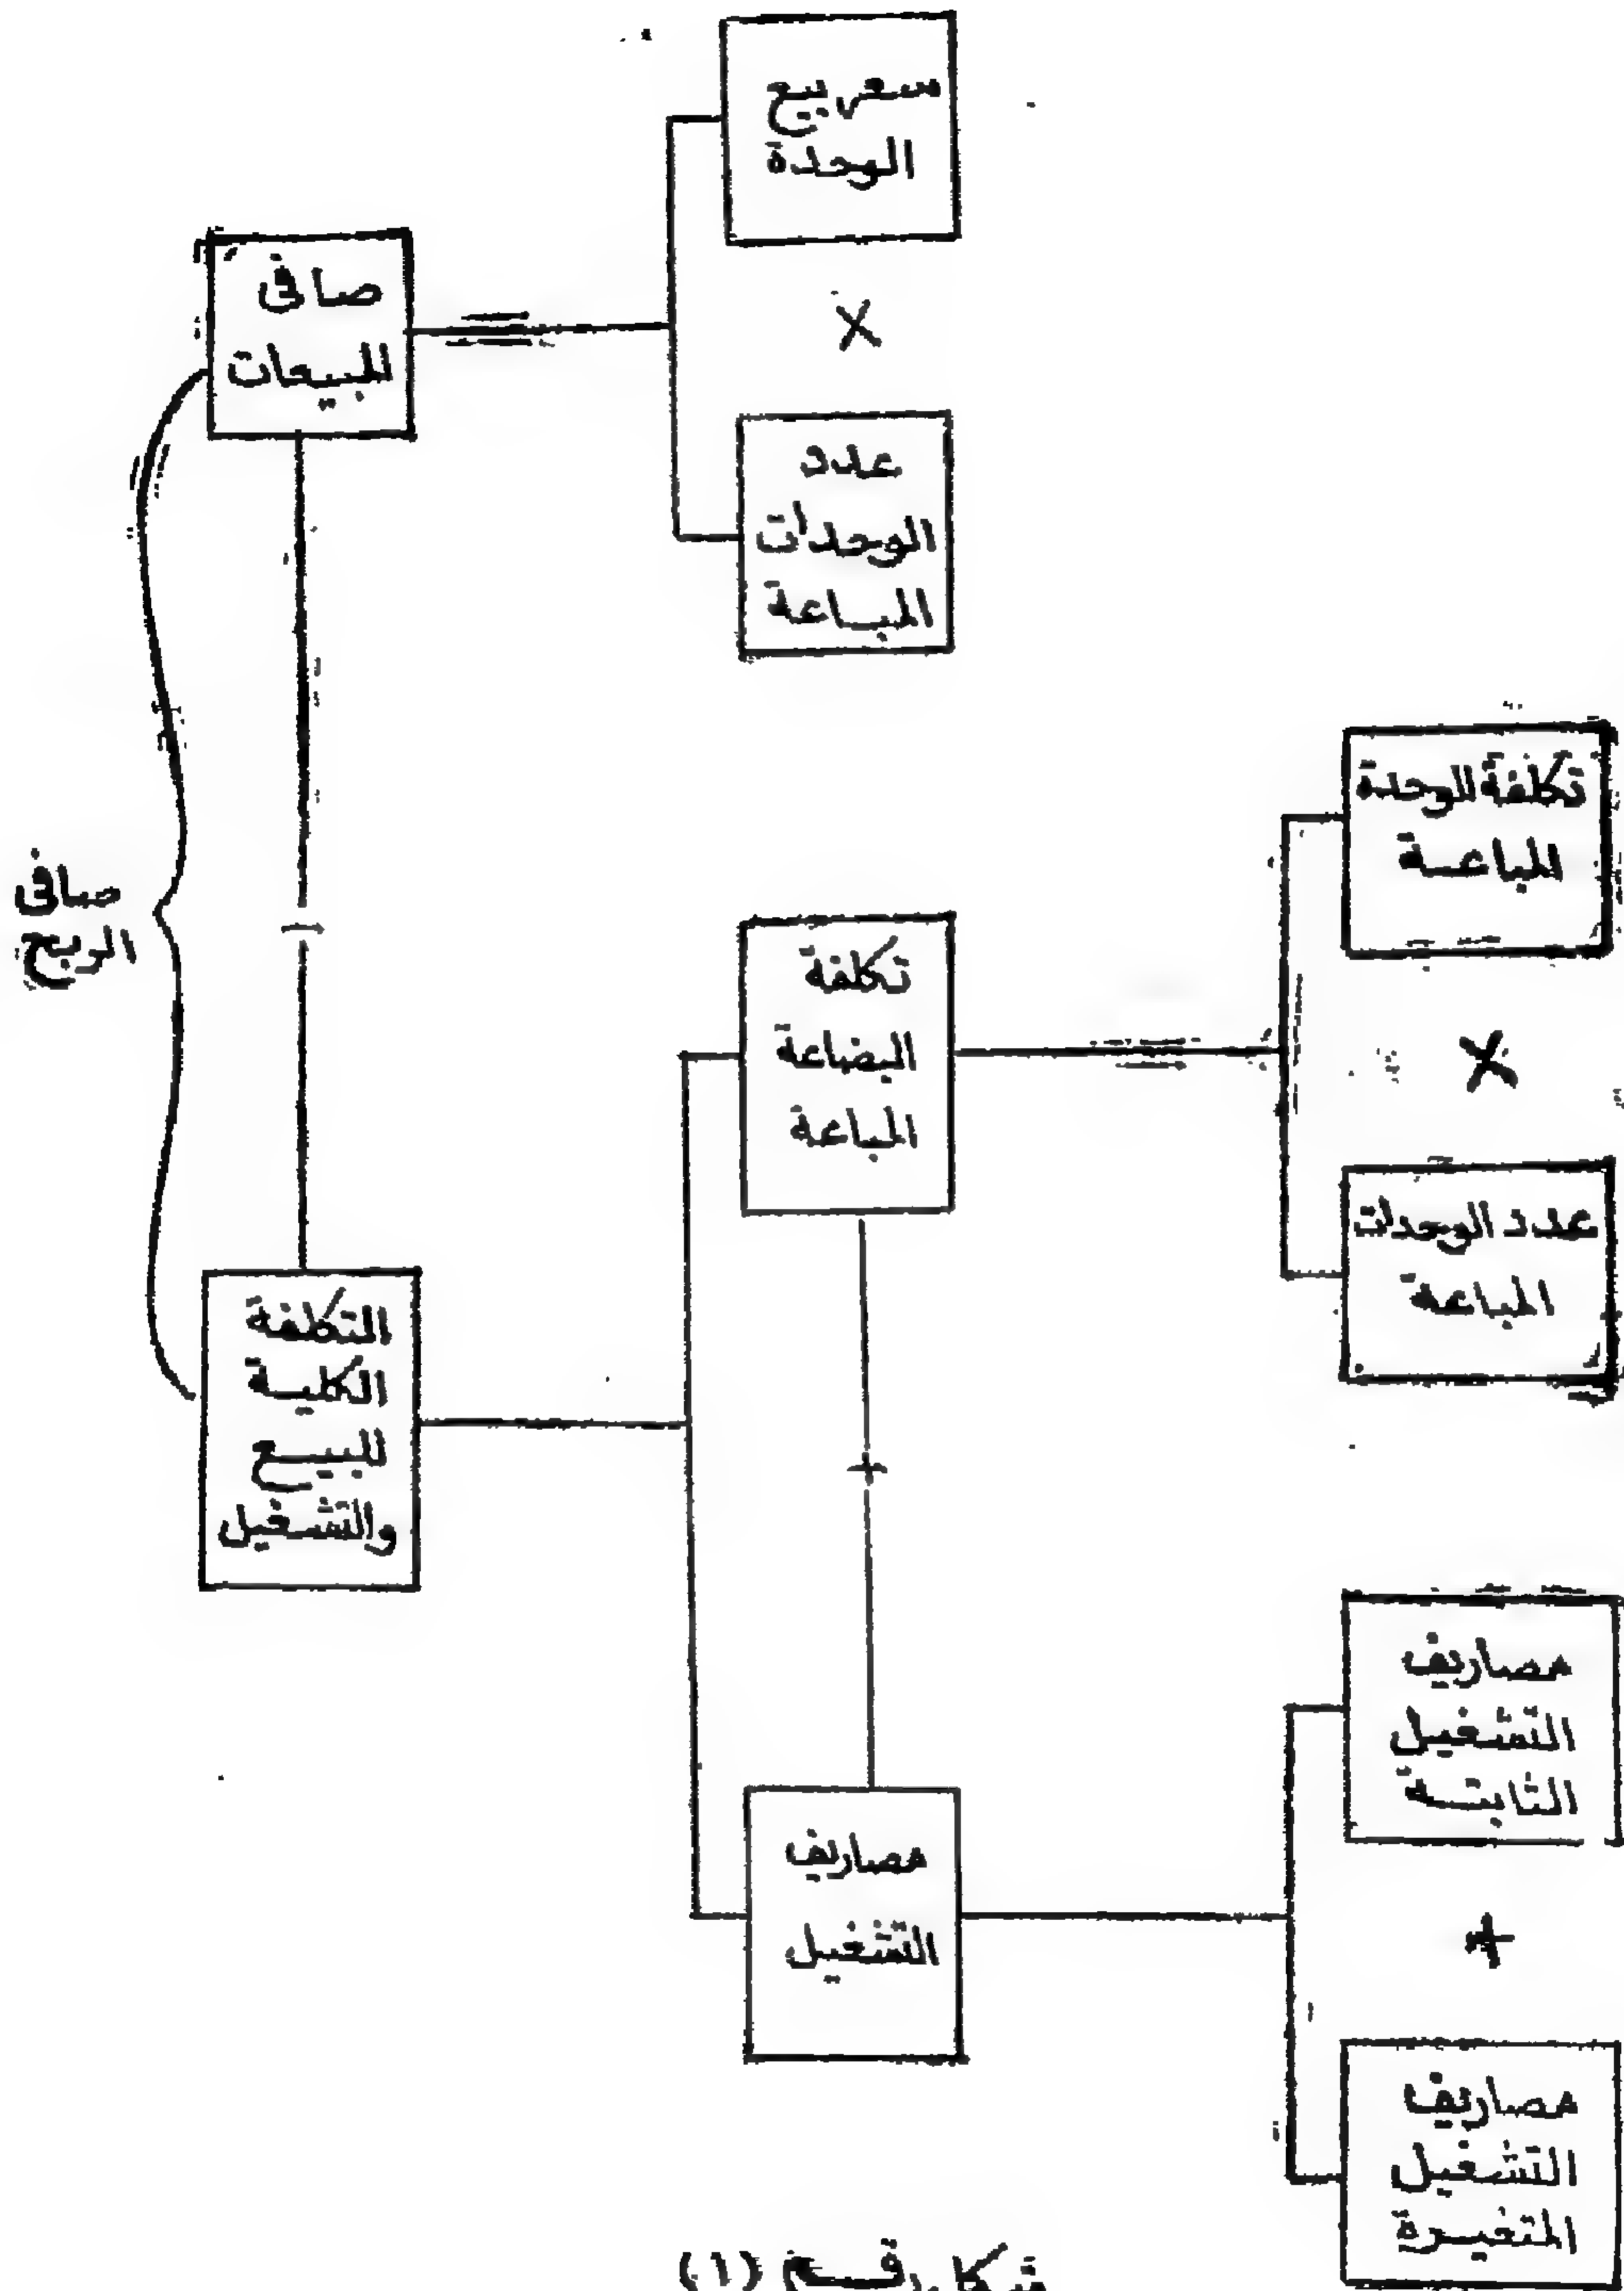 سعر بيع
الوحدة
صافى
المبيعات
=
×
عدد
الوحدات
المباعة
تكلفة الوحدة
المباعة
صافى
الربح
−
تكلفة
البضاعة
المباعة
=
×
عدد الوحدات
المباعة
التكلفة
الكلية
للبيع
والتشغيل
+
مصاريف
التشغيل
الثابتة
مصاريف
التشغيل
+
مصاريف
التشغيل
المتغيرة
شكل رقم (١)